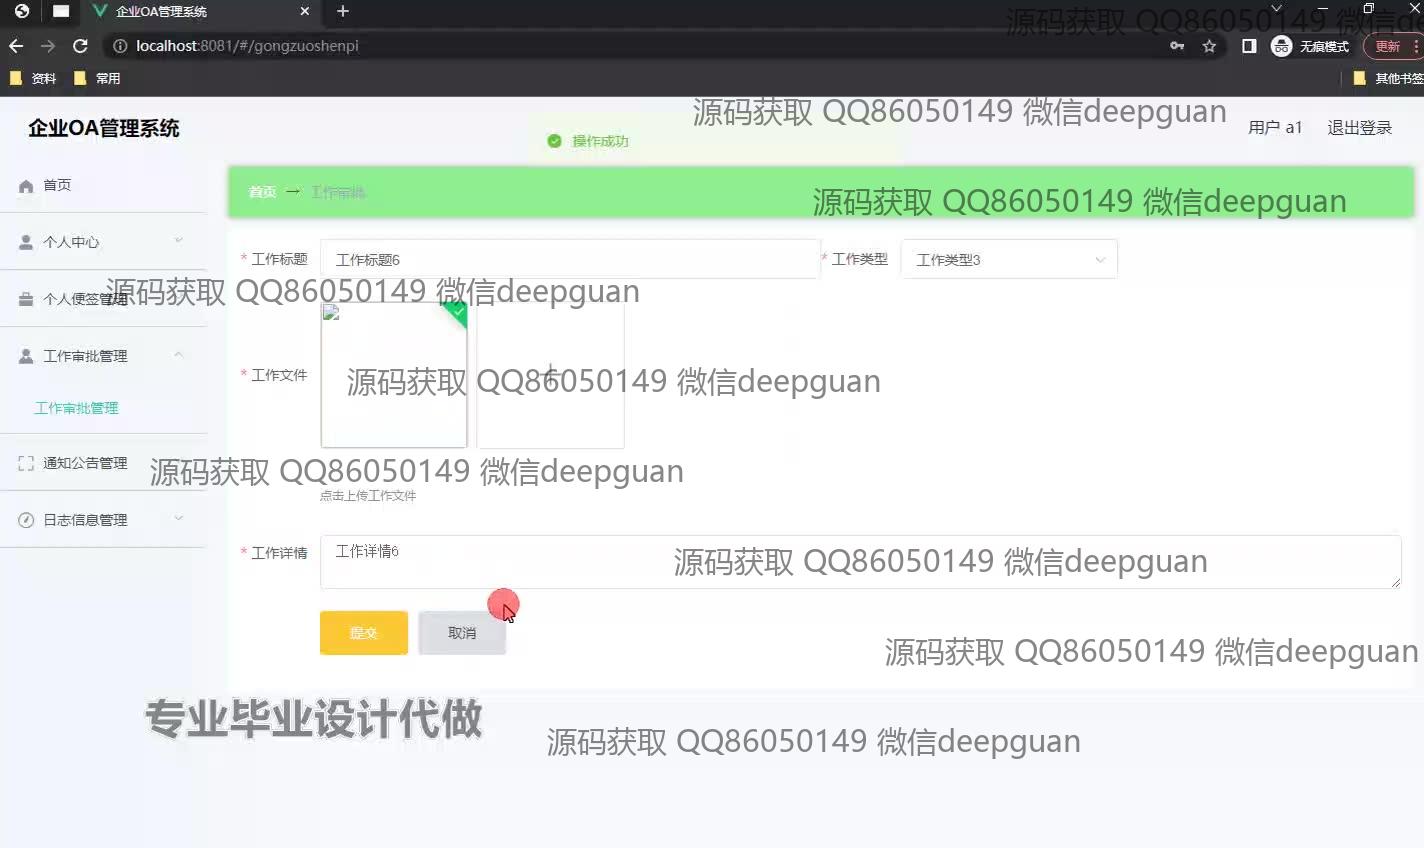 企业OA管理系统
源码获取 QQ86050149 微信de
localhost:8081/#/gongzuoshenpi
无痕模式
更新
资料
常用
其他书签
企业OA管理系统
操作成功
源码获取 QQ86050149 微信deepguan
用户 a1
退出登录
首页
首页 → 工作审批
源码获取 QQ86050149 微信deepguan
个人中心
* 工作标题
工作标题6
* 工作类型
工作类型3
个人便签管理
源码获取 QQ86050149 微信deepguan
工作审批管理
* 工作文件
源码获取 QQ86050149 微信deepguan
工作审批管理
通知公告管理
源码获取 QQ86050149 微信deepguan
点击上传工作文件
日志信息管理
* 工作详情
工作详情6
源码获取 QQ86050149 微信deepguan
提交
取消
源码获取 QQ86050149 微信deepguan
专业毕业设计代做
源码获取 QQ86050149 微信deepguan